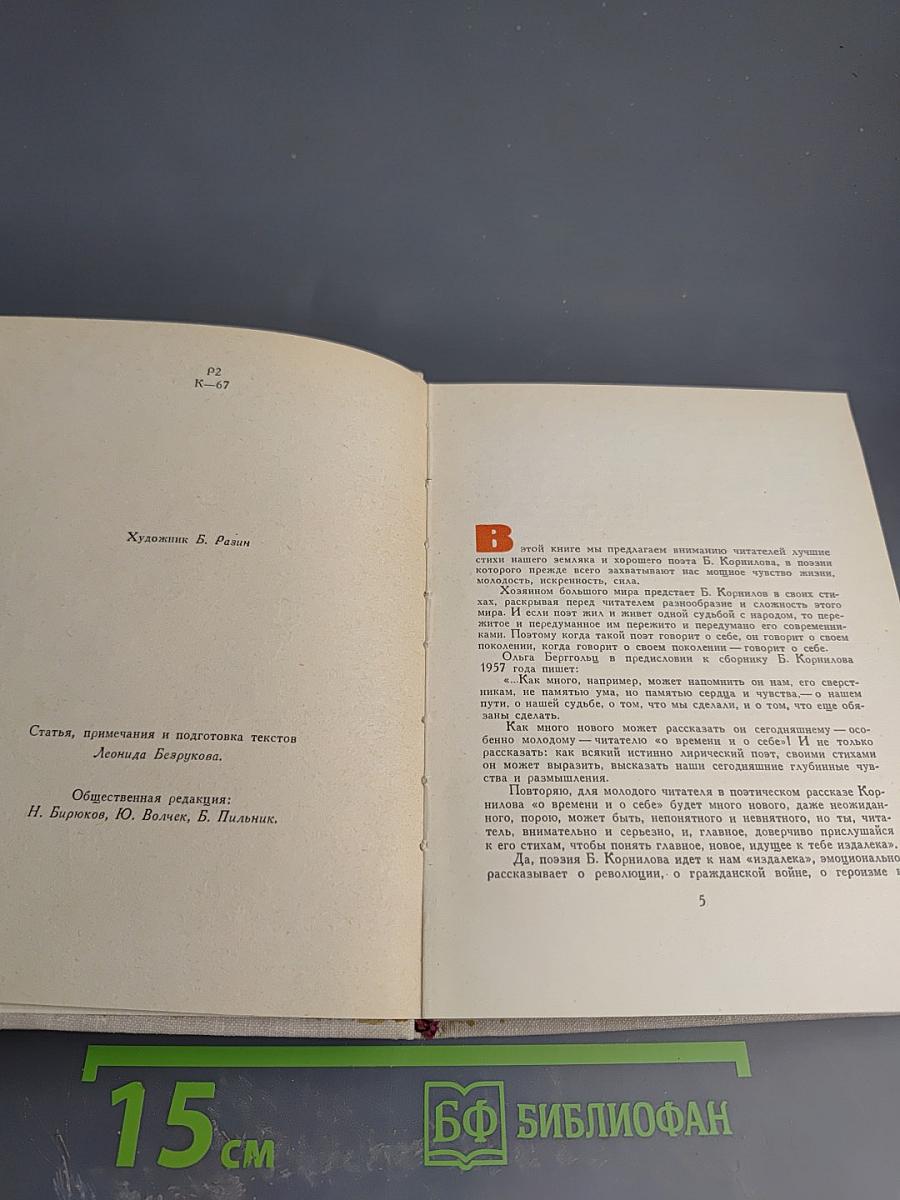 Р2
К—67
Художник Б. Разин
Статья, примечания и подготовка текстов
Леонида Безрукова.
Общественная редакция:
Н. Бирюков, Ю. Волчек, Б. Пильник.
В этой книге мы предлагаем вниманию читателей лучшие
стихи нашего земляка и хорошего поэта Б. Корнилова, в поэзии
которого прежде всего захватывают нас мощное чувство жизни,
молодость, искренность, сила.
Хозяином большого мира предстает Б. Корнилов в своих сти-
хах, раскрывая перед читателем разнообразие и сложность этого
мира. И если поэт жил и живет одной судьбой с народом, то пере-
житое и передуманное им пережито и передумано его современни-
ками. Поэтому когда такой поэт говорит о себе, он говорит о своем
поколении, когда говорит о своем поколении — говорит о себе.
Ольга Берггольц в предисловии к сборнику Б. Корнилова
1957 года пишет:
«...Как много, например, может напомнить он нам, его сверст-
никам, не памятью ума, но памятью сердца и чувства,— о нашем
пути, о нашей судьбе, о том, что мы сделали, и о том, что еще обя-
заны сделать.
Как много нового может рассказать он сегодняшнему — осо-
бенно молодому — читателю «о времени и о себе»! И не только
рассказать: как всякий истинно лирический поэт, своими стихами
он может выразить, высказать наши сегодняшние глубинные чув-
ства и размышления.
Повторяю, для молодого читателя в поэтическом рассказе Кор-
нилова «о времени и о себе» будет много нового, даже неожидан-
ного, порою, может быть, непонятного и невнятного, но ты, чита-
тель, внимательно и серьезно, и, главное, доверчиво прислушайся
к его стихам, чтобы понять главное, новое, идущее к тебе издалека».
Да, поэзия Б. Корнилова идет к нам «издалека», эмоционально
рассказывает о революции, о гражданской войне, о героизме и
5
15 см
БФ БИБЛИОФАН